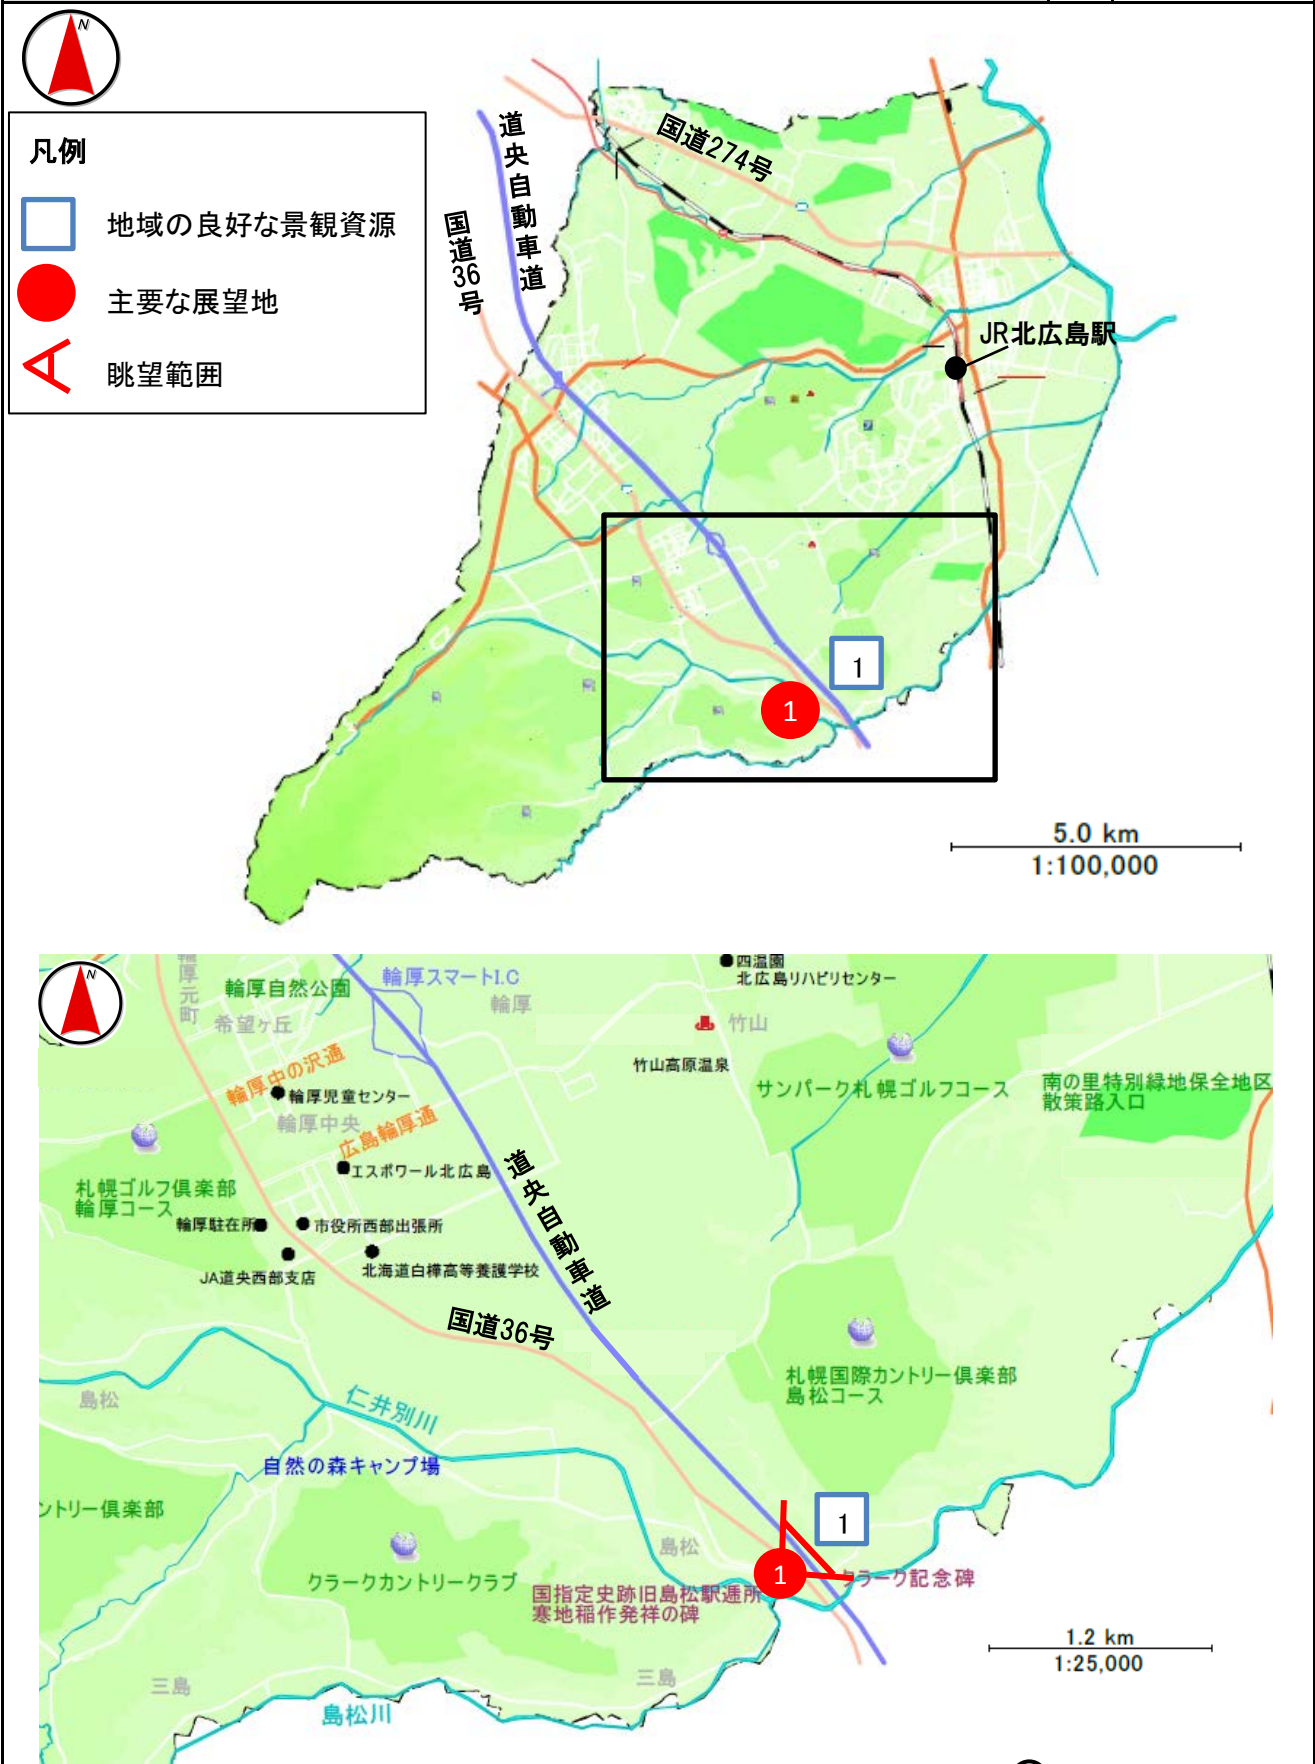 N
凡例
地域の良好な景観資源
主要な展望地
眺望範囲
道央自動車道
国道36号
国道274号
JR北広島駅
1
1
5.0 km
1:100,000
N
輪厚元町
輪厚自然公園
希望ヶ丘
輪厚スマートI.C
輪厚
四温園
北広島リハビリセンター
竹山
竹山高原温泉
サンパーク札幌ゴルフコース
南の里特別緑地保全地区
散策路入口
輪厚中の沢通
輪厚児童センター
輪厚中央
広島輪厚通
エスポワール北広島
道央自動車道
札幌ゴルフ倶楽部
輪厚コース
輪厚駐在所
市役所西部出張所
JA道央西部支店
北海道白樺高等養護学校
国道36号
札幌国際カントリー倶楽部
島松コース
島松
仁井別川
自然の森キャンプ場
ントリー倶楽部
クラークカントリークラブ
島松
1
1
クラーク記念碑
国指定史跡旧島松駅逓所
寒地稲作発祥の碑
1.2 km
1:25,000
三島
三島
島松川